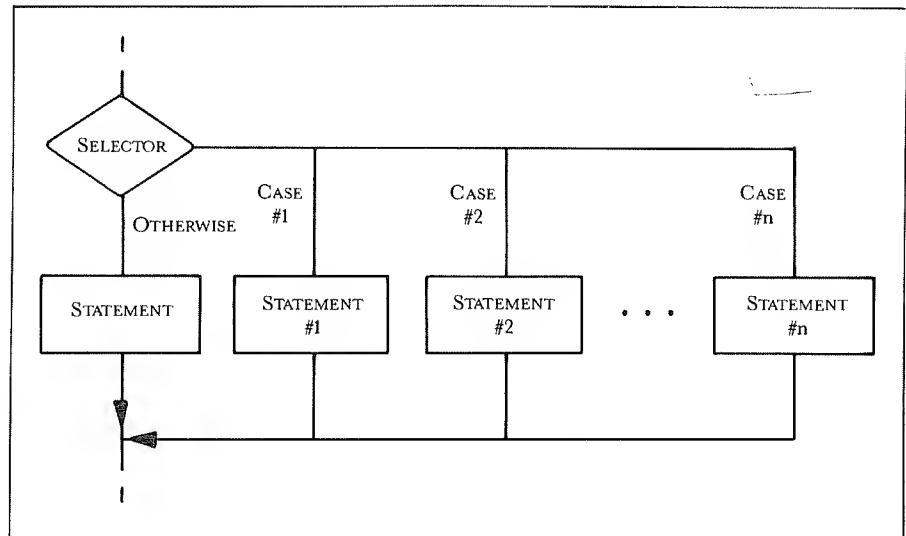 SELECTOR
OTHERWISE
CASE
#1
CASE
#2
CASE
#n
STATEMENT
STATEMENT
#1
STATEMENT
#2
. . .
STATEMENT
#n